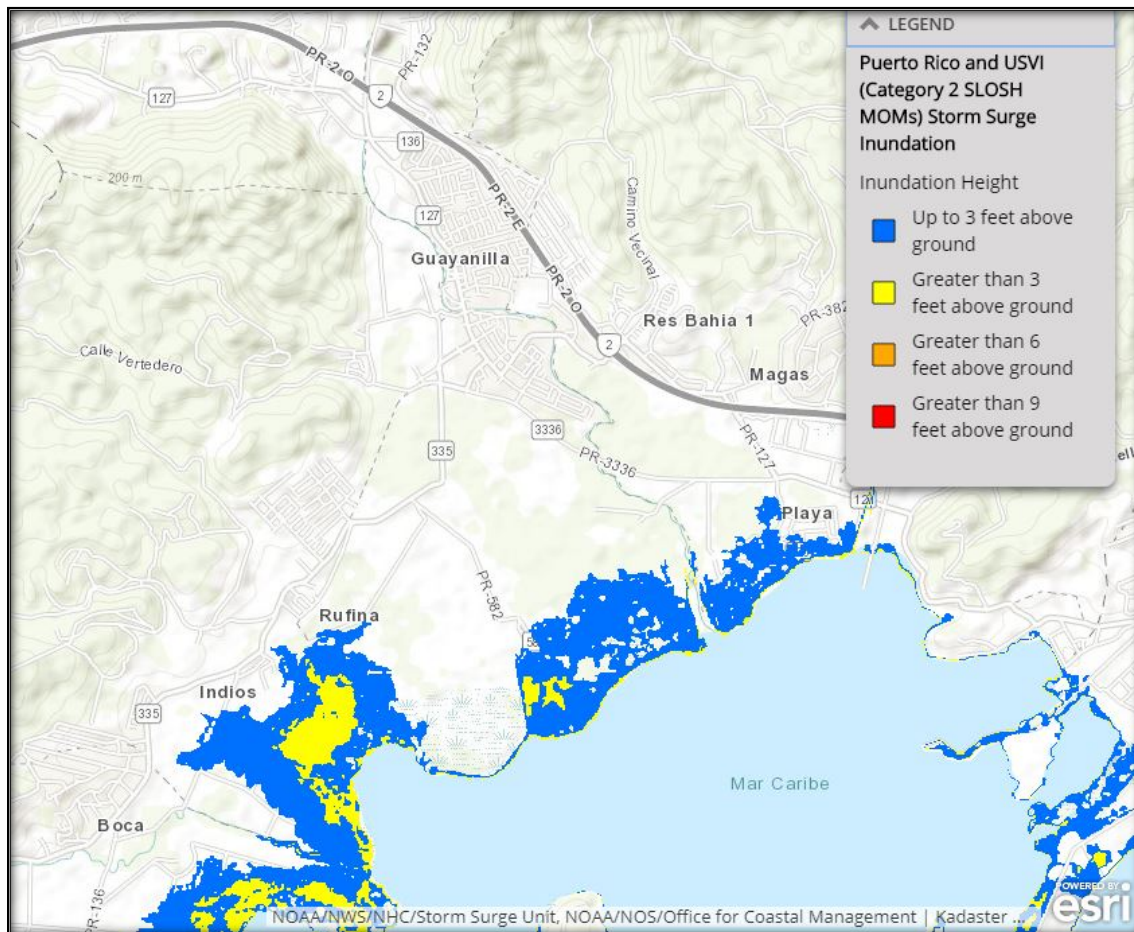 LEGEND
Puerto Rico and USVI
(Category 2 SLOSH
MOMs) Storm Surge
Inundation
Inundation Height
Up to 3 feet above
ground
Greater than 3
feet above ground
Greater than 6
feet above ground
Greater than 9
feet above ground
PR-2 O
PR-132
2
127
136
200 m
PR-2 E
Camino Vecinal
127
Guayanilla
PR-2 O
Res Bahia 1
PR-382
2
Calle Vertedero
Magas
3336
335
PR-3336
PR-127
Playa
PR-582
Rufina
Indios
335
Mar Caribe
Boca
PR-136
POWERED BY
esri
NOAA/NWS/NHC/Storm Surge Unit, NOAA/NOS/Office for Coastal Management | Kadaster ...